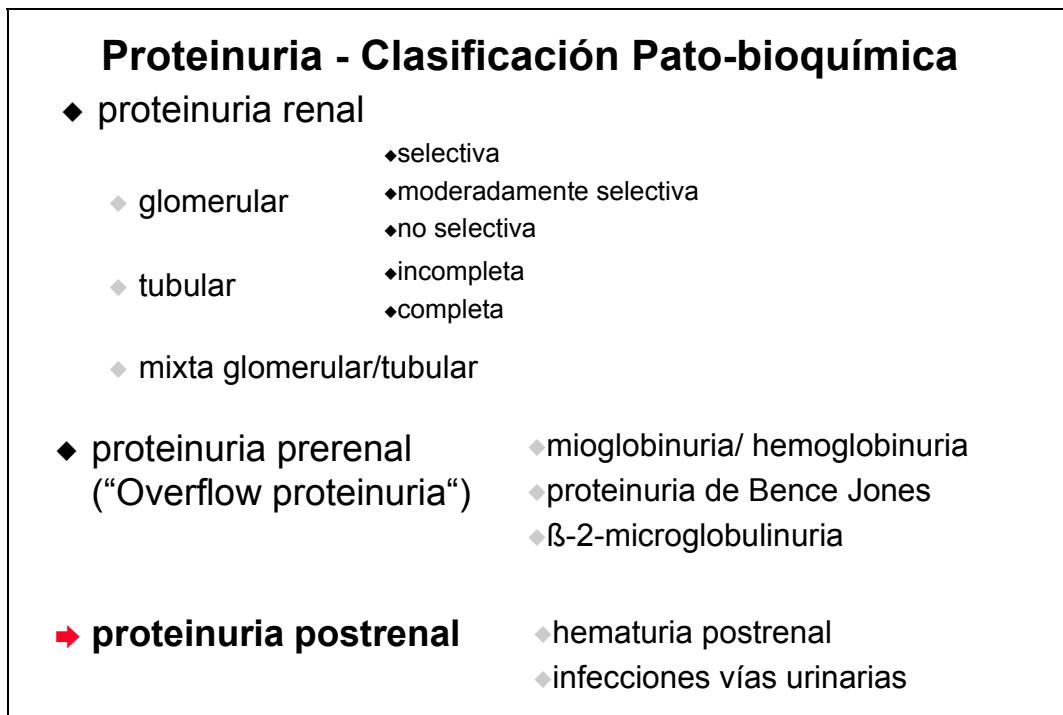 Proteinuria - Clasificación Pato-bioquímica
proteinuria renal
glomerular
selectiva
moderadamente selectiva
no selectiva
tubular
incompleta
completa
mixta glomerular/tubular
proteinuria prerenal
(“Overflow proteinuria“)
mioglobinuria/ hemoglobinuria
proteinuria de Bence Jones
ß-2-microglobulinuria
proteinuria postrenal
hematuria postrenal
infecciones vías urinarias